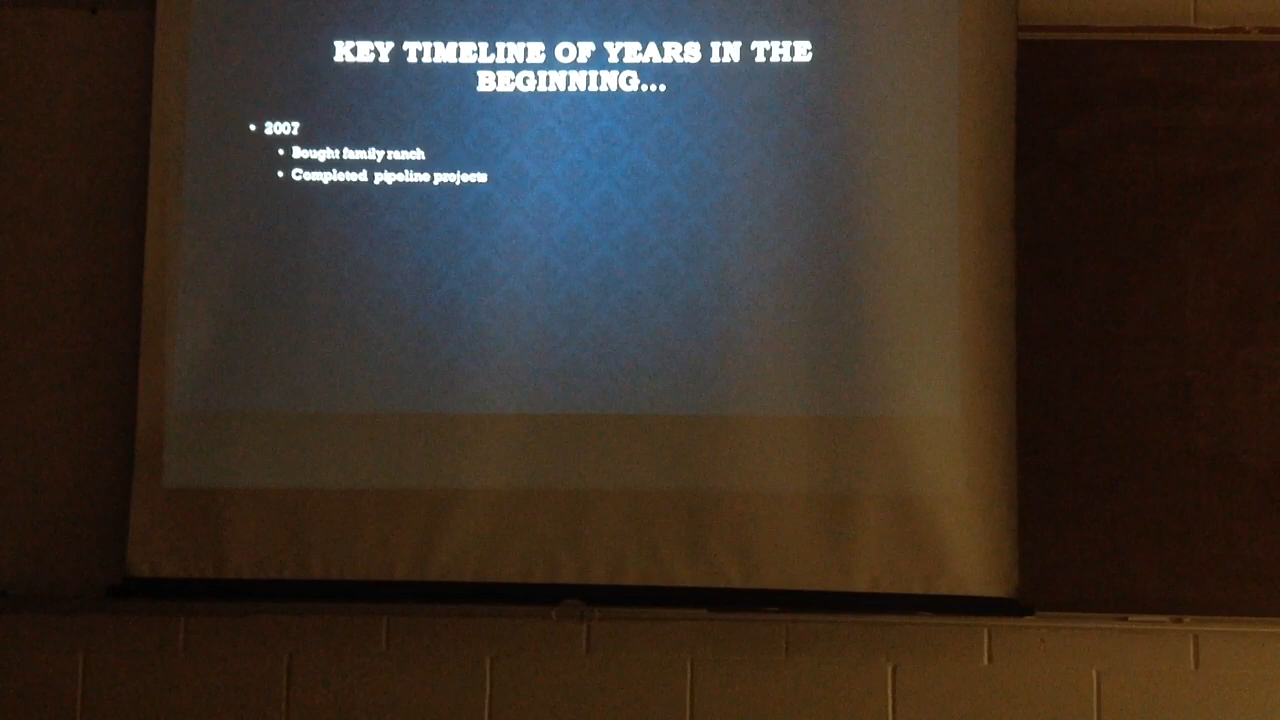 KEY TIMELINE OF YEARS IN THE
BEGINNING...
• 2007
• Bought family ranch
• Completed pipeline projects